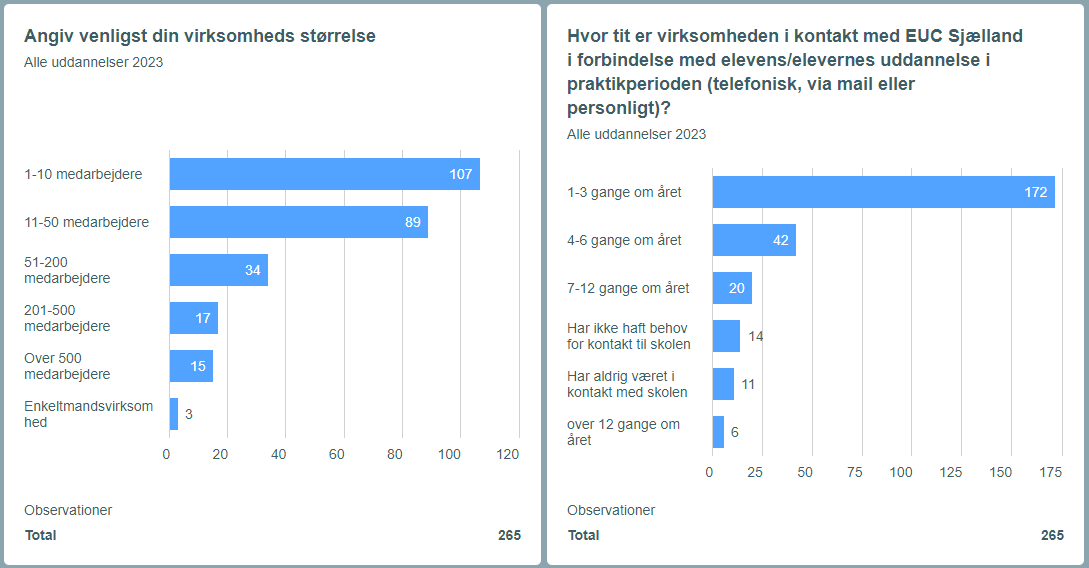 Angiv venligst din virksomheds størrelse
Alle uddannelser 2023
1-10 medarbejdere
107
11-50 medarbejdere
89
51-200
medarbejdere
34
201-500
medarbejdere
17
Over 500
medarbejdere
15
Enkeltmandsvirksom
hed
3
0 20 40 60 80 100 120
Observationer
Total 265
Hvor tit er virksomheden i kontakt med EUC Sjælland
i forbindelse med elevens/elevernes uddannelse i
praktikperioden (telefonisk, via mail eller
personligt)?
Alle uddannelser 2023
1-3 gange om året
172
4-6 gange om året
42
7-12 gange om året
20
Har ikke haft behov
for kontakt til skolen
14
Har aldrig været i
kontakt med skolen
11
over 12 gange om
året
6
0 25 50 75 100 125 150 175
Observationer
Total 265